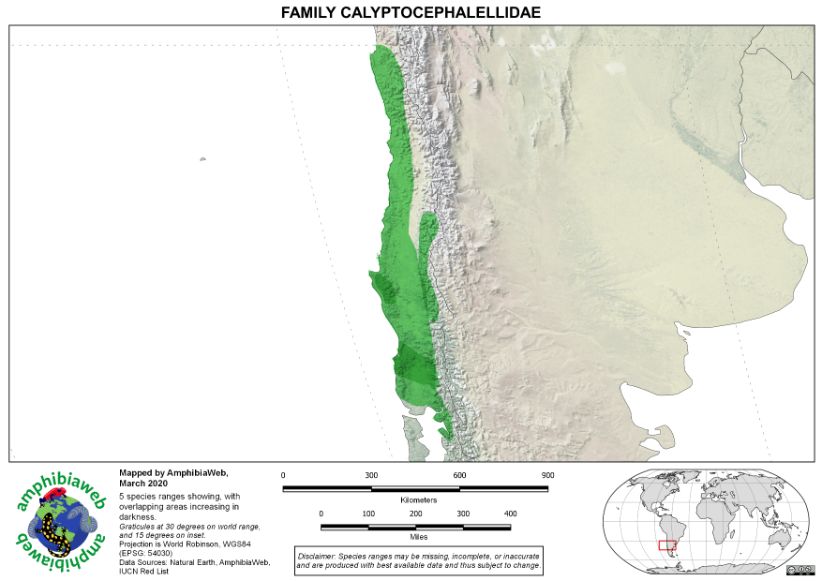 FAMILY CALYPTOCEPHALELLIDAE
amphibiaweb
amphibiaweb
Mapped by AmphibiaWeb,
March 2020
5 species ranges showing, with
overlapping areas increasing in
darkness.
Graticules at 30 degrees on world range,
and 15 degrees on inset.
Projection is World Robinson, WGS84
(EPSG: 54030)
Data Sources: Natural Earth, AmphibiaWeb,
IUCN Red List
0 300 600 900
Kilometers
0 100 200 300 400
Miles
Disclaimer: Species ranges may be missing, incomplete, or inaccurate
and are produced with best available data and thus subject to change.